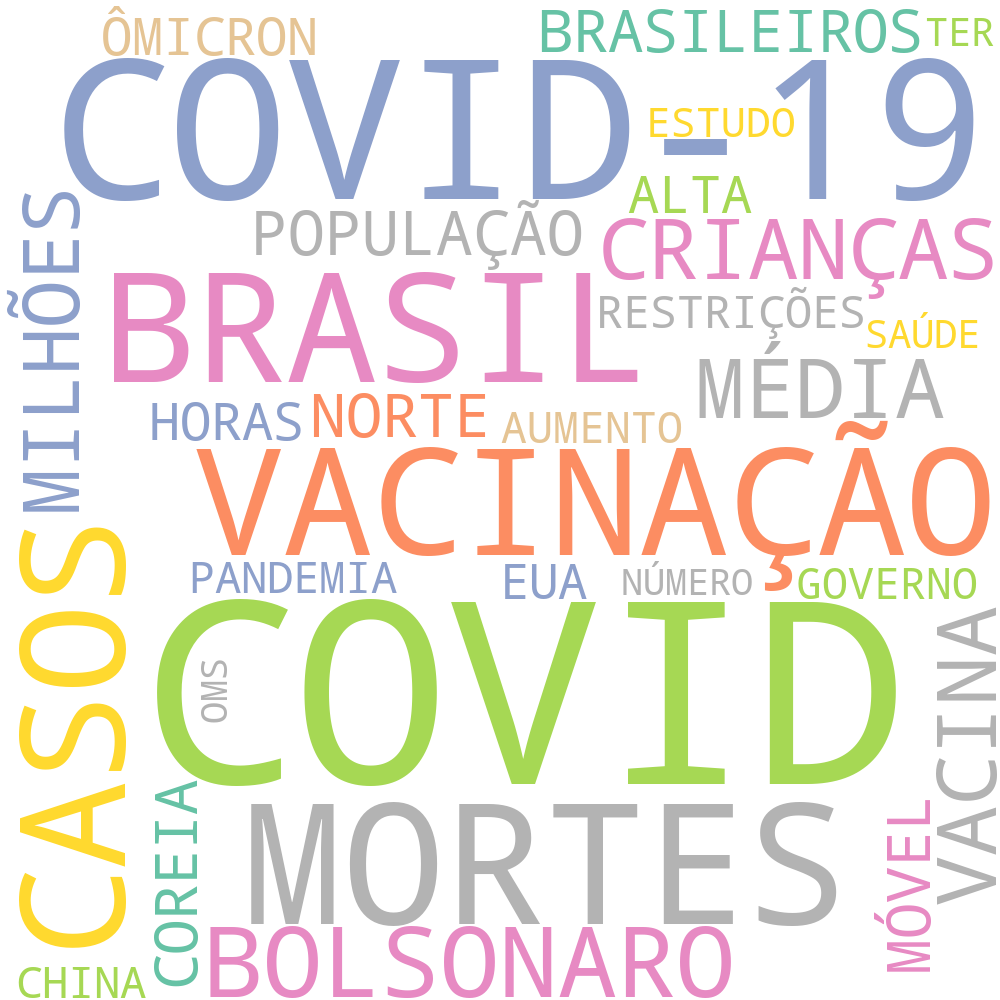 ÔMICRON
BRASILEIROS
TER
COVID-19
ESTUDO
ALTA
MILHÕES
POPULAÇÃO
CRIANÇAS
BRASIL
RESTRIÇÕES
SAÚDE
MÉDIA
HORAS
NORTE
AUMENTO
VACINAÇÃO
CASOS
PANDEMIA
EUA
NÚMERO
GOVERNO
COVID
OMS
VACINA
CORREIA
MORTES
MÓVEL
BOLSONARO
CHINA